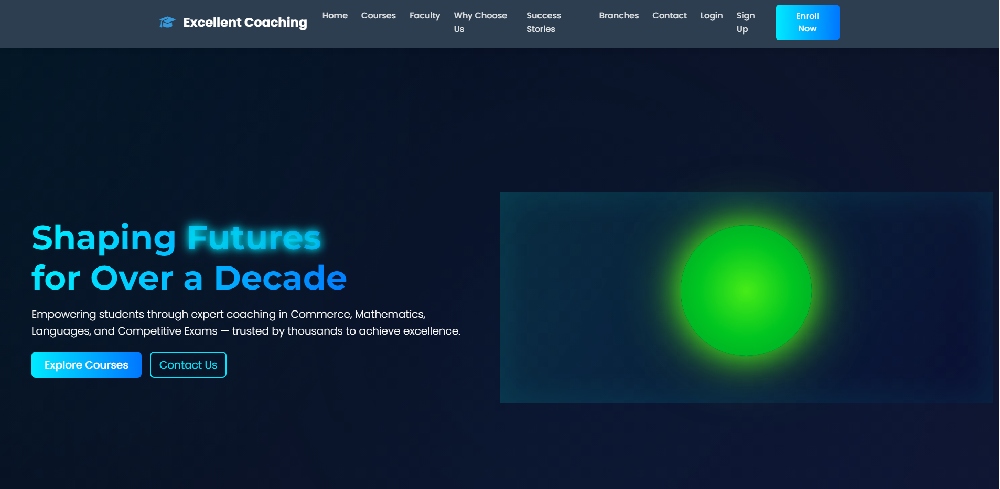 Excellent Coaching
Home
Courses
Faculty
Why Choose
Us
Success
Stories
Branches
Contact
Login
Sign
Up
Enroll
Now
Shaping Futures
for Over a Decade
Empowering students through expert coaching in Commerce, Mathematics,
Languages, and Competitive Exams — trusted by thousands to achieve excellence.
Explore Courses
Contact Us